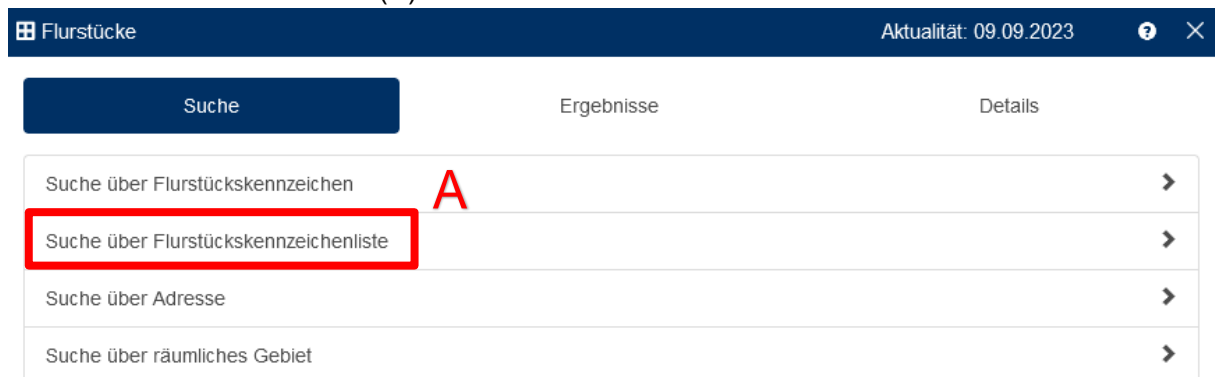 Flurstücke Aktualität: 09.09.2023
Suche Ergebnisse Details
Suche über Flurstückskennzeichen
A
Suche über Flurstückskennzeichenliste
Suche über Adresse
Suche über räumliches Gebiet